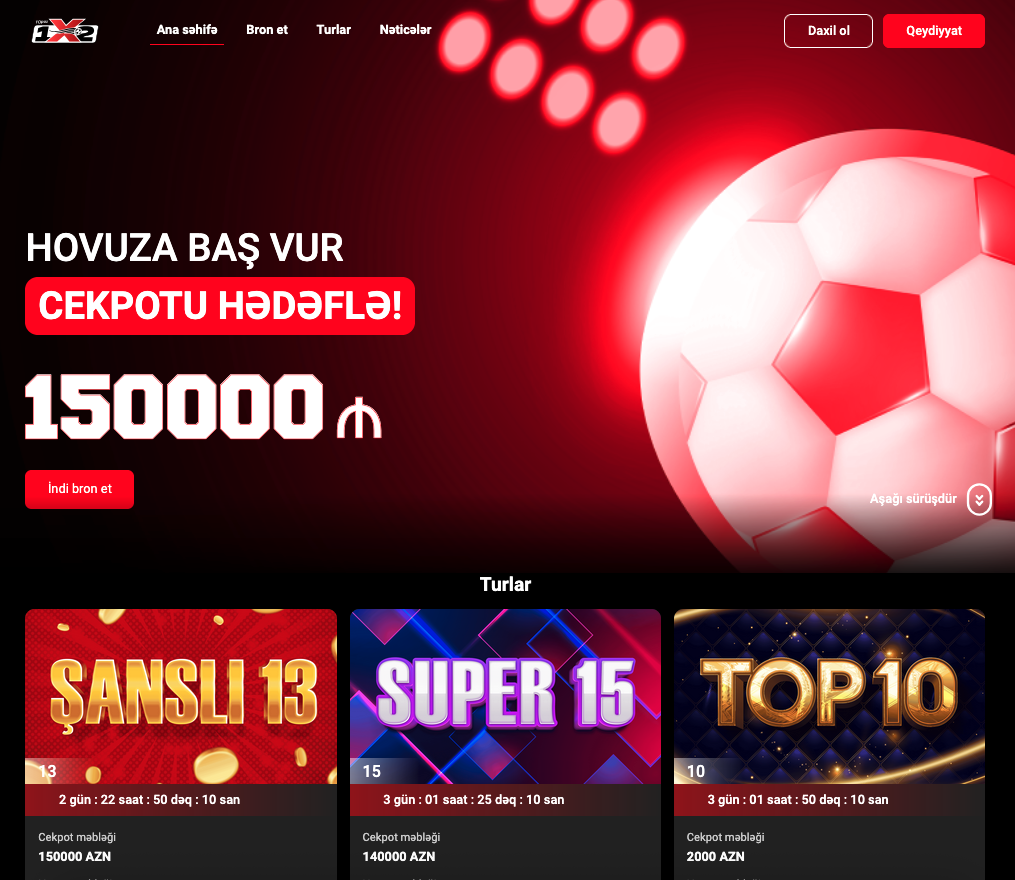 1X2
Ana səhifə
Bron et
Turlar
Nəticələr
Daxil ol
Qeydiyyat
HOVUZA BAŞ VUR
CEKPOTU HƏDƏFLƏ!
150000 ₼
İndi bron et
Aşağı sürüşdür
Turlar
ŞANSLI 13
13
2 gün : 22 saat : 50 dəq : 10 san
Cekpot məbləği
150000 AZN
SUPER 15
15
3 gün : 01 saat : 25 dəq : 10 san
Cekpot məbləği
140000 AZN
TOP 10
10
3 gün : 01 saat : 50 dəq : 10 san
Cekpot məbləği
2000 AZN